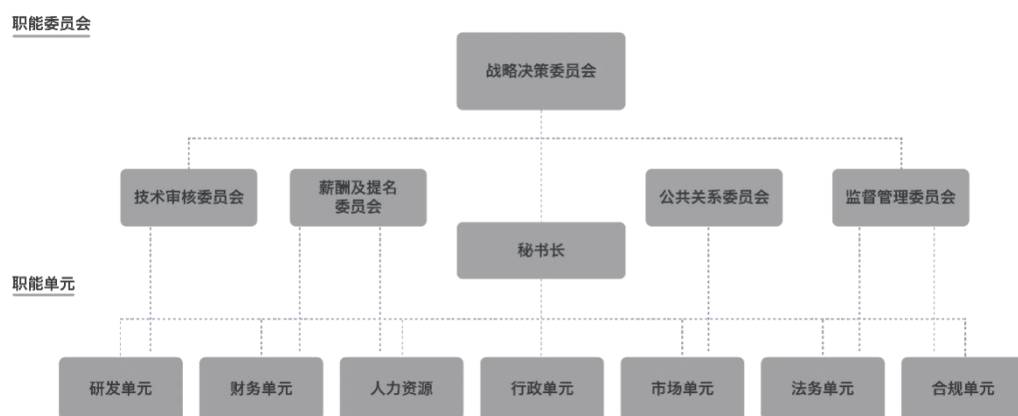 职能委员会
战略决策委员会
技术审核委员会
薪酬及提名
委员会
公共关系委员会
监督管理委员会
秘书长
职能单元
研发单元
财务单元
人力资源
行政单元
市场单元
法务单元
合规单元